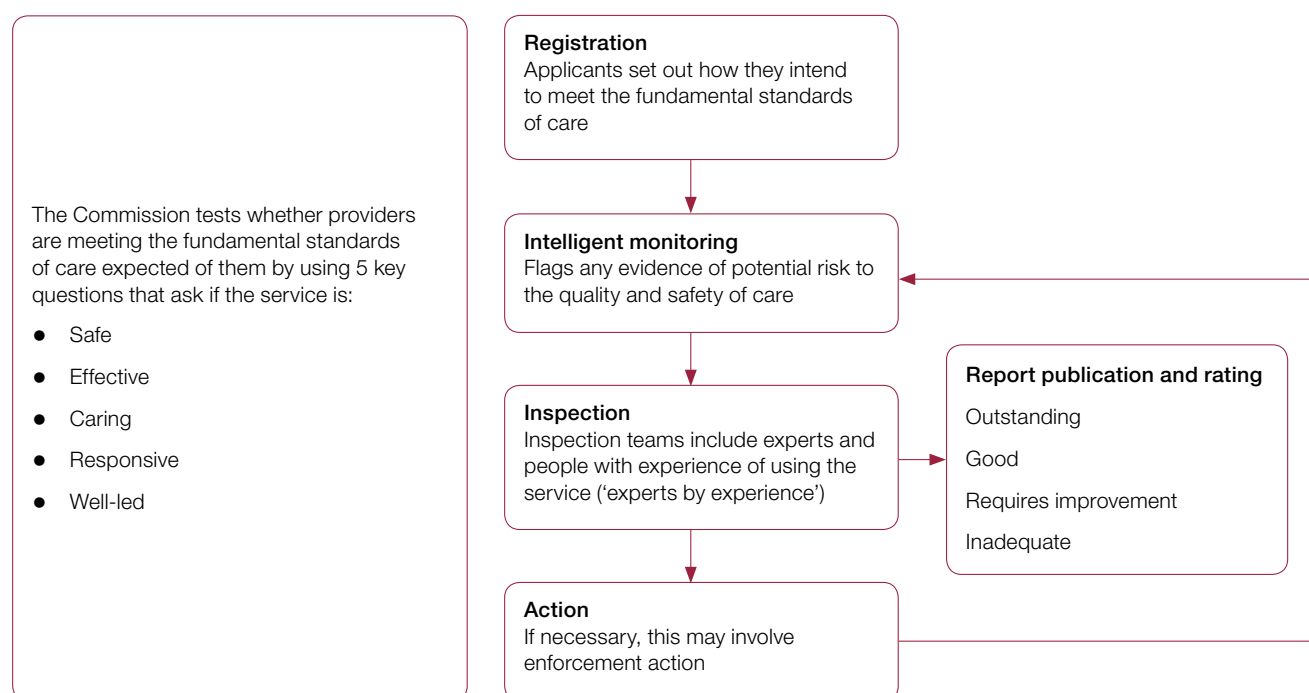 The Commission tests whether providers
are meeting the fundamental standards
of care expected of them by using 5 key
questions that ask if the service is:
● Safe
● Effective
● Caring
● Responsive
● Well-led
Registration
Applicants set out how they intend
to meet the fundamental standards
of care
Intelligent monitoring
Flags any evidence of potential risk to
the quality and safety of care
Inspection
Inspection teams include experts and
people with experience of using the
service (‘experts by experience’)
Report publication and rating
Outstanding
Good
Requires improvement
Inadequate
Action
If necessary, this may involve
enforcement action